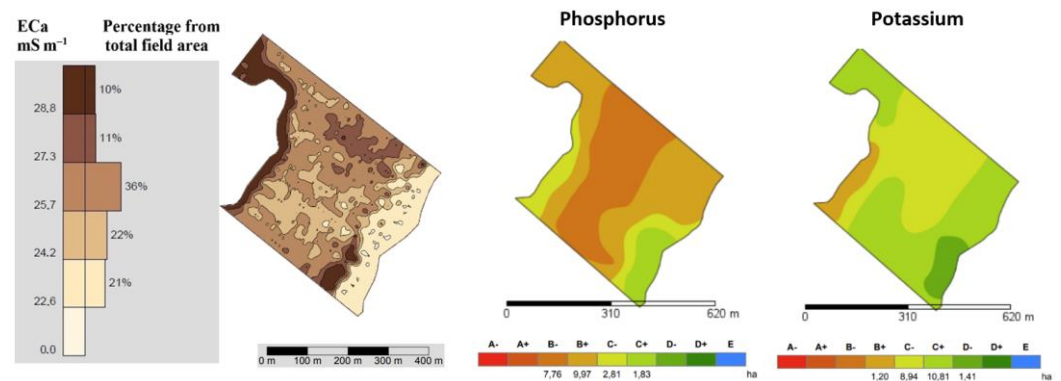 ECa
mS m⁻¹
Percentage from
total field area
10%
28,8
11%
27.3
36%
25,7
22%
24,2
21%
22,6
0.0
0 m 100 m 200 m 300 m 400 m
Phosphorus
0 310 620 m
A- A+ B- B+ C- C+ D- D+ E
7,76 9,97 2,81 1,83 ha
Potassium
0 310 620 m
A- A+ B- B+ C- C+ D- D+ E
1,20 8,94 10,81 1,41 ha